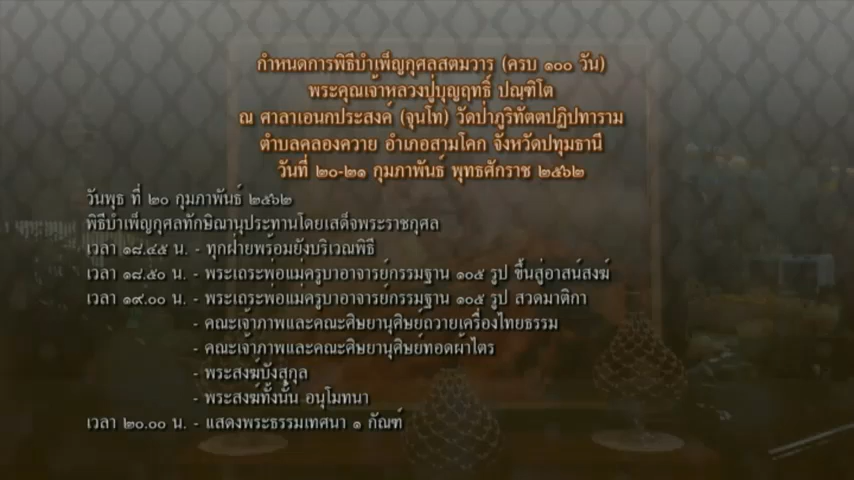 กำหนดการพิธีบำเพ็ญกุศลสตมวาร (ครบ ๑๐๐ วัน)
พระคุณเจ้าหลวงปู่บุญฤทธิ์ ปณฺฑิโต
ณ ศาลาเอนกประสงค์ (จุนโท) วัดป่าภูริทัตตปฏิปทาราม
ตำบลคลองควาย อำเภอสามโคก จังหวัดปทุมธานี
วันที่ ๒๐-๒๑ กุมภาพันธ์ พุทธศักราช ๒๕๖๒
วันพุธ ที่ ๒๐ กุมภาพันธ์ ๒๕๖๒
พิธีบำเพ็ญกุศลทักษิณานุประทานโดยเสด็จพระราชกุศล
เวลา ๑๘.๔๕ น. - ทุกฝ่ายพร้อมยังบริเวณพิธี
เวลา ๑๘.๕๐ น. - พระเถระพ่อแม่ครูบาอาจารย์กรรมฐาน ๑๐๕ รูป ขึ้นสู่อาสน์สงฆ์
เวลา ๑๙.๐๐ น. - พระเถระพ่อแม่ครูบาอาจารย์กรรมฐาน ๑๐๕ รูป สวดมาติกา
- คณะเจ้าภาพและคณะศิษยานุศิษย์ถวายเครื่องไทยธรรม
- คณะเจ้าภาพและคณะศิษยานุศิษย์ทอดผ้าไตร
- พระสงฆ์บังสุกุล
- พระสงฆ์ทั้งนั้น อนุโมทนา
เวลา ๒๐.๐๐ น. - แสดงพระธรรมเทศนา ๑ กัณฑ์